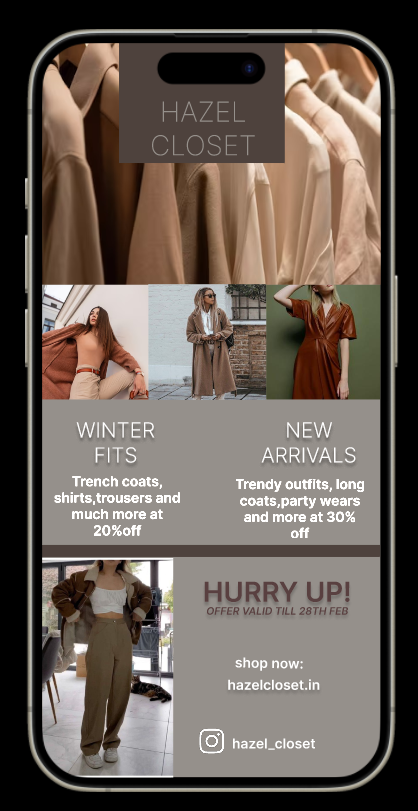 HAZEL
CLOSET
WINTER
FITS
Trench coats,
shirts,trousers and
much more at
20%off
NEW
ARRIVALS
Trendy outfits, long
coats,party wears
and more at 30%
off
HURRY UP!
OFFER VALID TILL 28TH FEB
shop now:
hazelcloset.in
hazel_closet